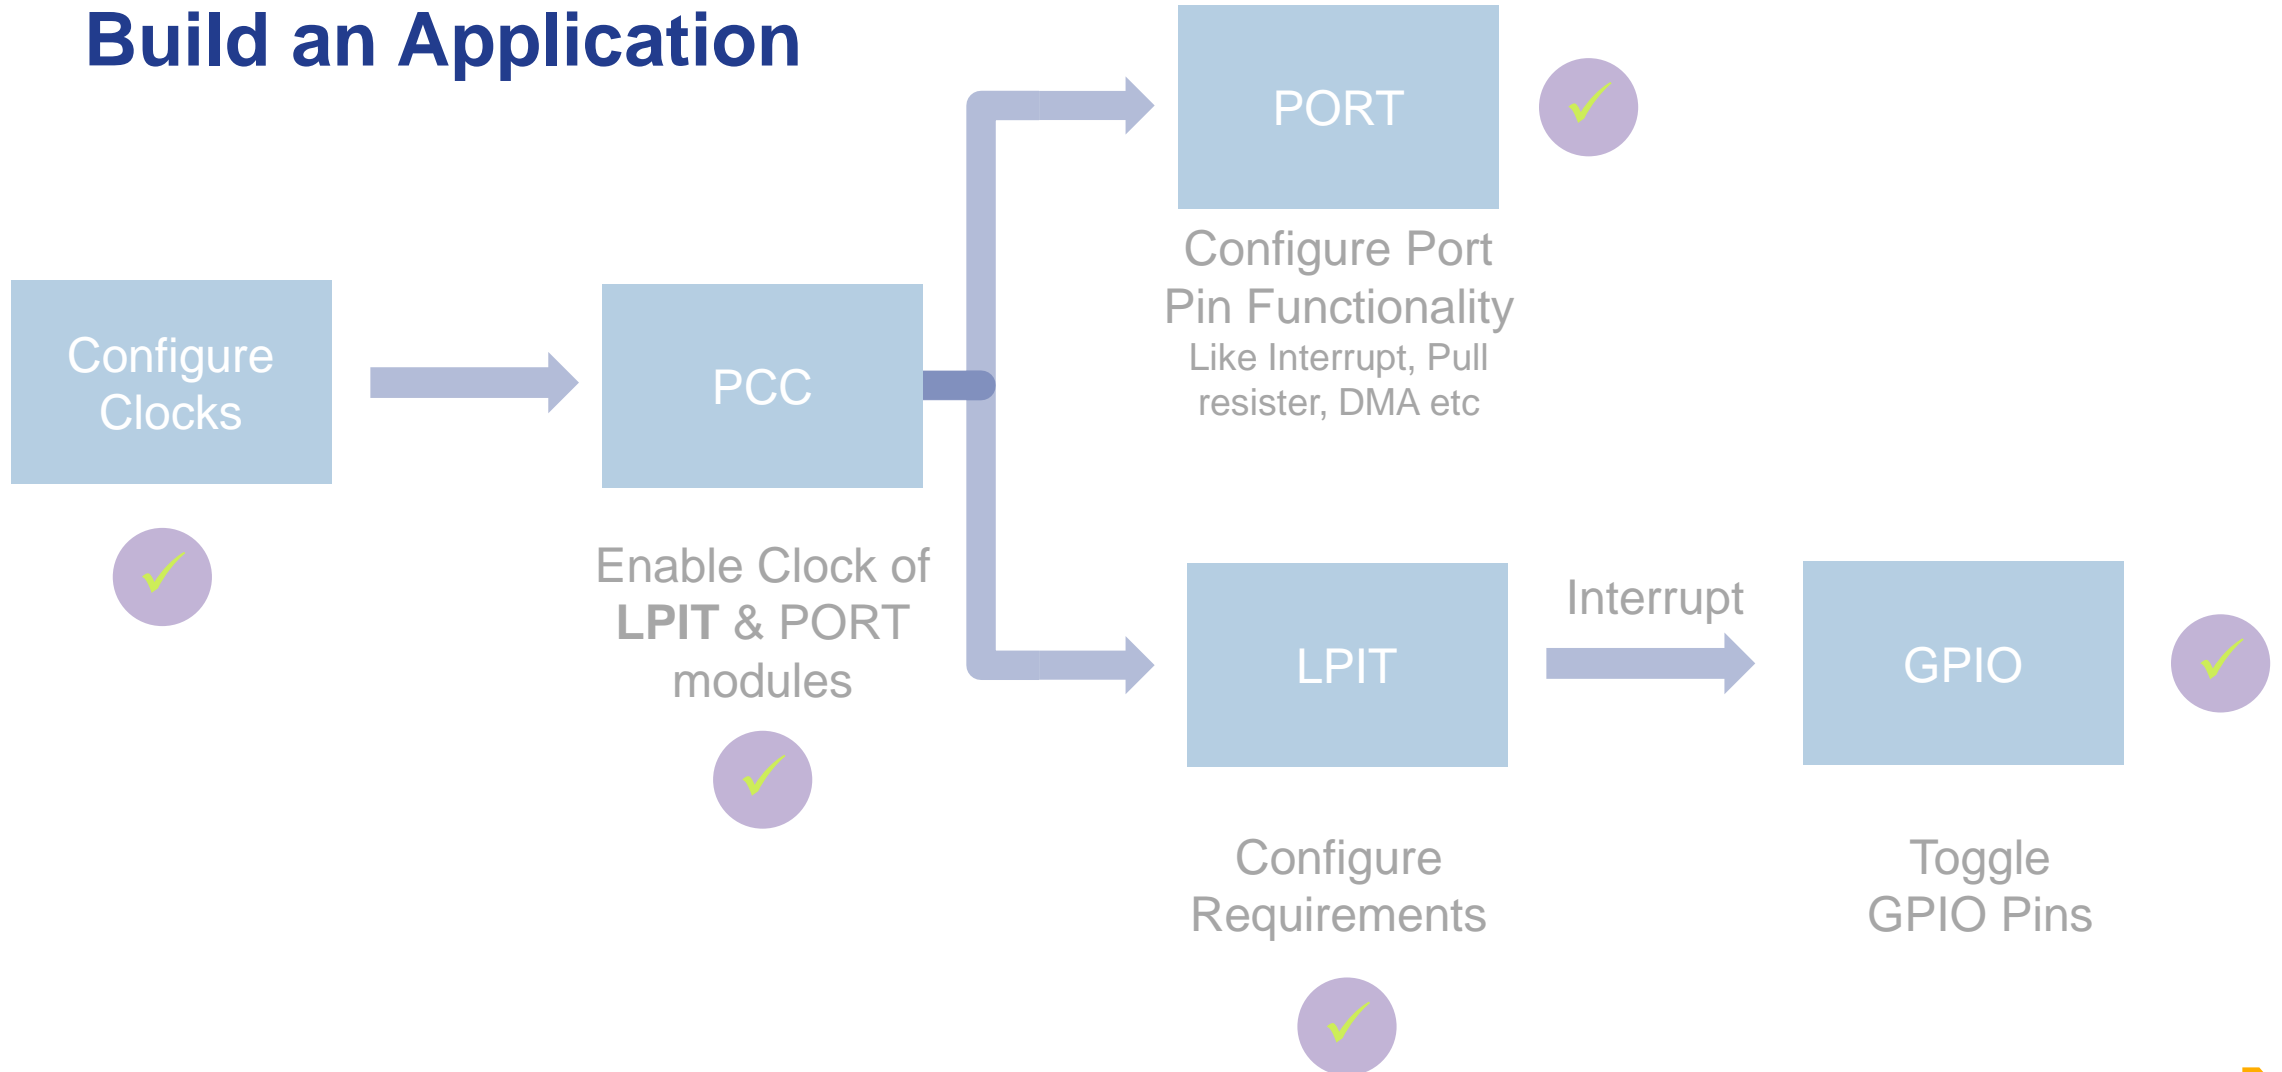 Build an Application
PORT
Configure Port
Pin Functionality
Like Interrupt, Pull
resister, DMA etc
Configure
Clocks
PCC
Enable Clock of
LPIT & PORT
modules
LPIT
Interrupt
GPIO
Configure
Requirements
Toggle
GPIO Pins